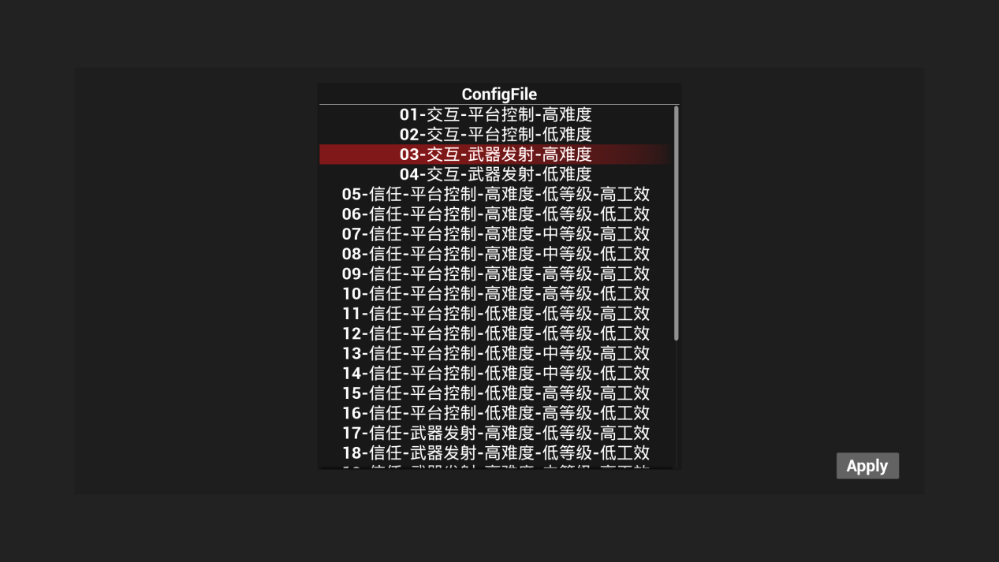 ConfigFile
01-交互-平台控制-高难度
02-交互-平台控制-低难度
03-交互-武器发射-高难度
04-交互-武器发射-低难度
05-信任-平台控制-高难度-低等级-高工效
06-信任-平台控制-高难度-低等级-低工效
07-信任-平台控制-高难度-中等级-高工效
08-信任-平台控制-高难度-中等级-低工效
09-信任-平台控制-高难度-高等级-高工效
10-信任-平台控制-高难度-高等级-低工效
11-信任-平台控制-低难度-低等级-高工效
12-信任-平台控制-低难度-低等级-低工效
13-信任-平台控制-低难度-中等级-高工效
14-信任-平台控制-低难度-中等级-低工效
15-信任-平台控制-低难度-高等级-高工效
16-信任-平台控制-低难度-高等级-低工效
17-信任-武器发射-高难度-低等级-高工效
18-信任-武器发射-高难度-低等级-低工效
Apply